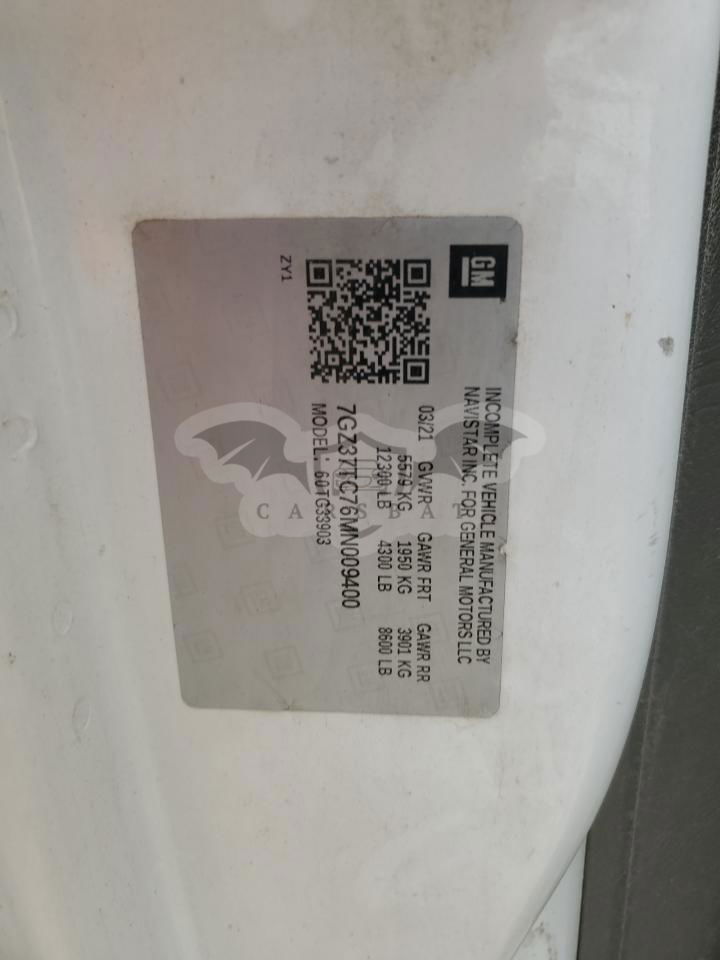 GM
INCOMPLETE VEHICLE MANUFACTURED BY
NAVISTAR INC. FOR GENERAL MOTORS LLC
03/21 GVWR GAWR FRT GAWR RR
5579 KG 1950 KG 3901 KG
12300 LB 4300 LB 8600 LB
7GZ37TC76MN009400
MODEL: 60TG33903
ZY1